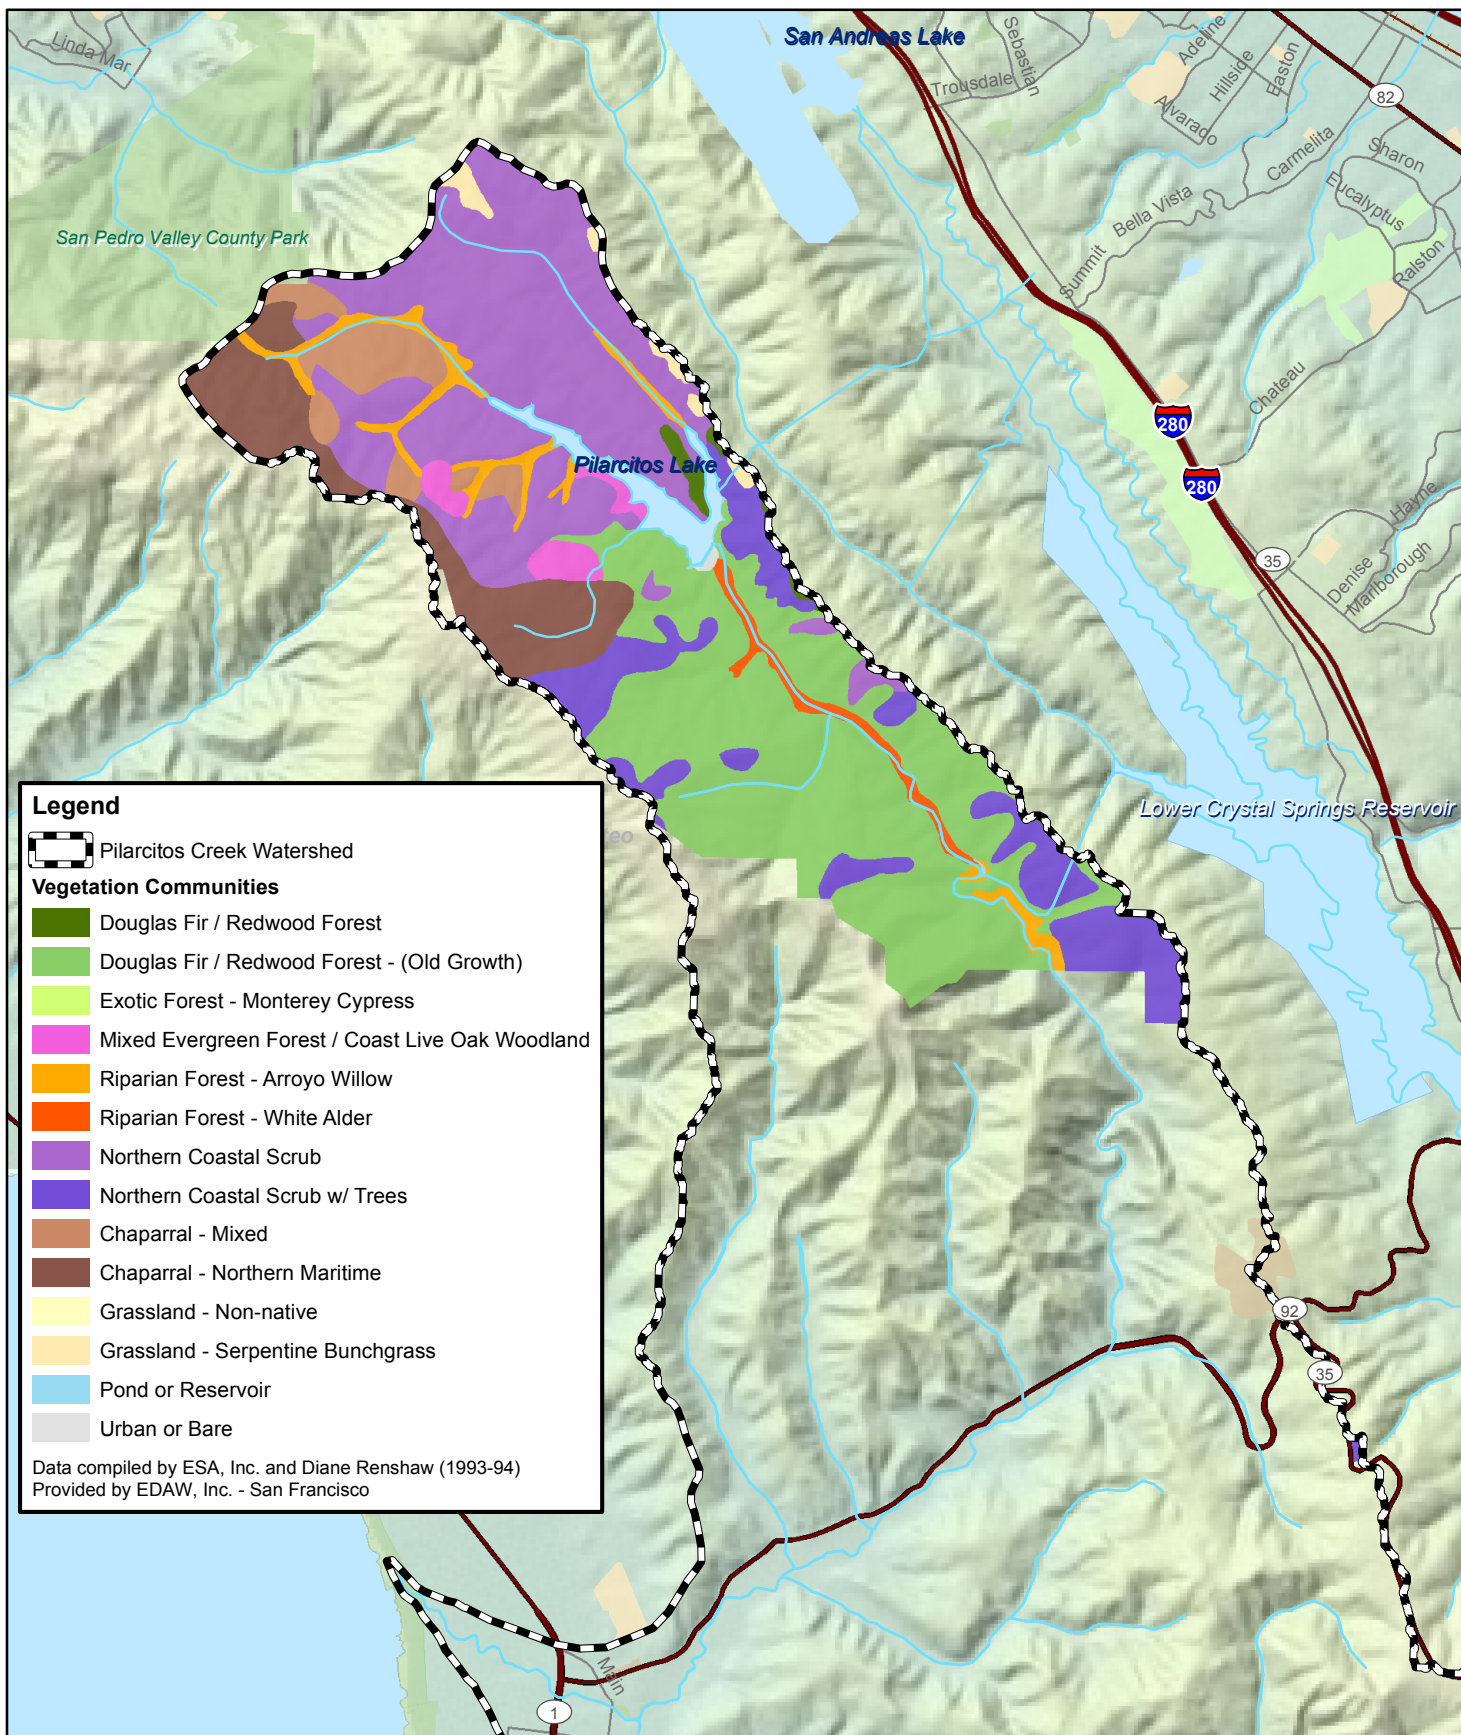 San Andreas Lake
Linda Mar
Sebastian
Trousdale
Adeline
Hillside
Easton
Alvarado
82
Carmelita
Sharon
Eucalyptus
Bella Vista
Ralston
Summit
San Pedro Valley County Park
Chateau
280
280
Pilarcitos Lake
Hayne
35
Denise
Marlborough
Lower Crystal Springs Reservoir
eo
Legend
Pilarcitos Creek Watershed
Vegetation Communities
Douglas Fir / Redwood Forest
Douglas Fir / Redwood Forest - (Old Growth)
Exotic Forest - Monterey Cypress
Mixed Evergreen Forest / Coast Live Oak Woodland
Riparian Forest - Arroyo Willow
Riparian Forest - White Alder
Northern Coastal Scrub
Northern Coastal Scrub w/ Trees
Chaparral - Mixed
Chaparral - Northern Maritime
Grassland - Non-native
Grassland - Serpentine Bunchgrass
Pond or Reservoir
Urban or Bare
Data compiled by ESA, Inc. and Diane Renshaw (1993-94)
Provided by EDAW, Inc. - San Francisco
92
35
Main
1